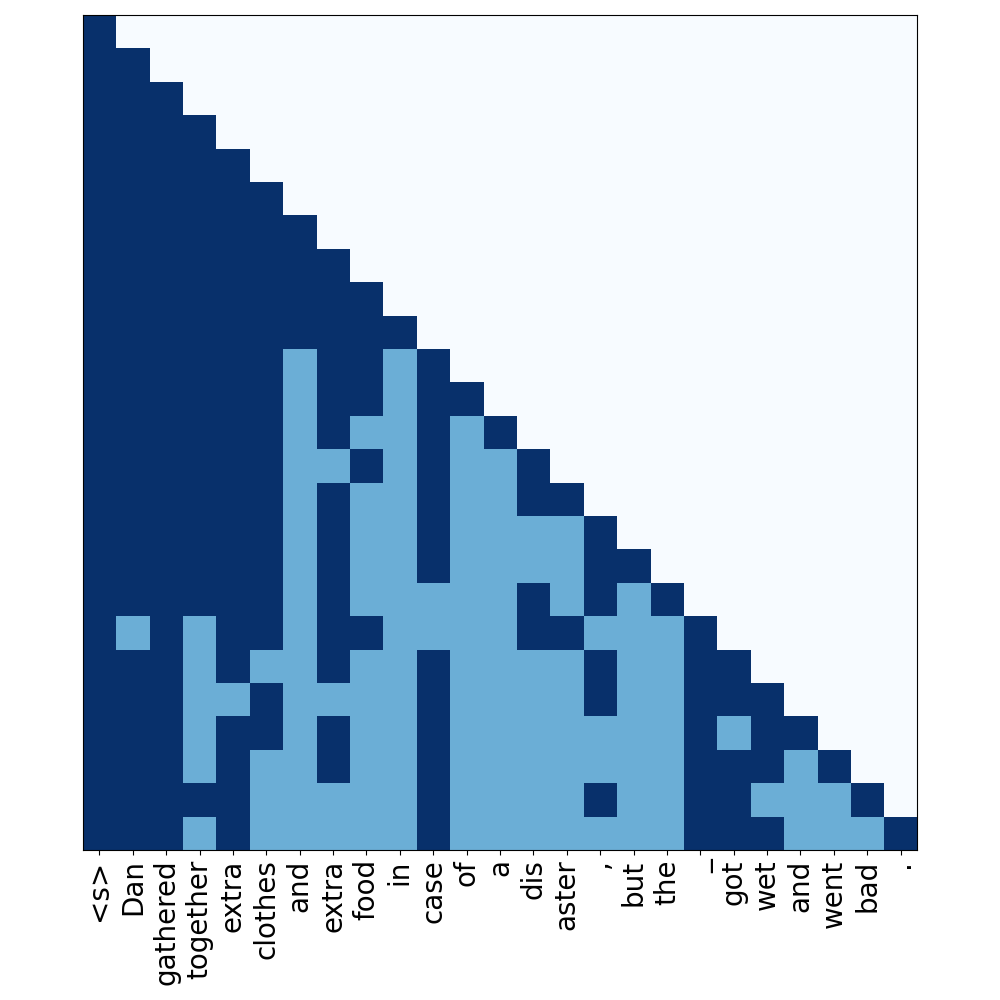 <s> Dan gathered together extra clothes and extra food in case of a dis aster , but the _ got wet and went bad .